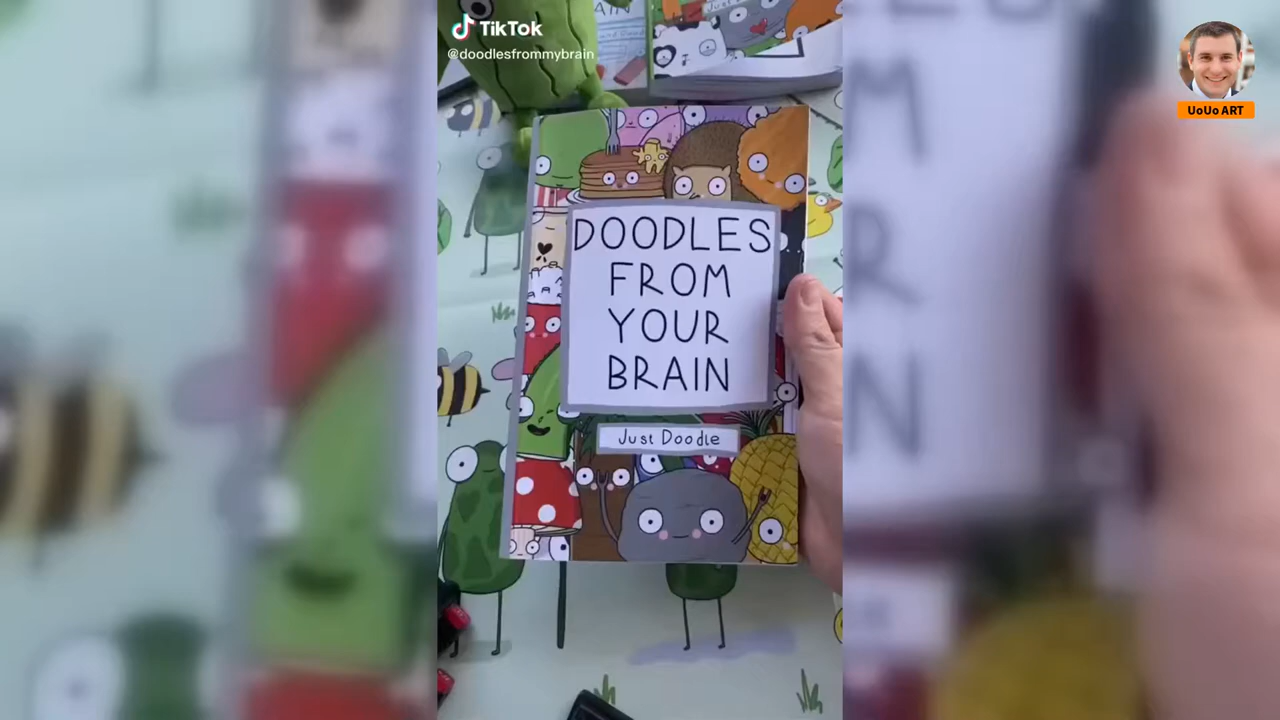 TikTok
@doodlesfrommybrain
UoUo ART
DOODLES
FROM
YOUR
BRAIN
Just Doodle